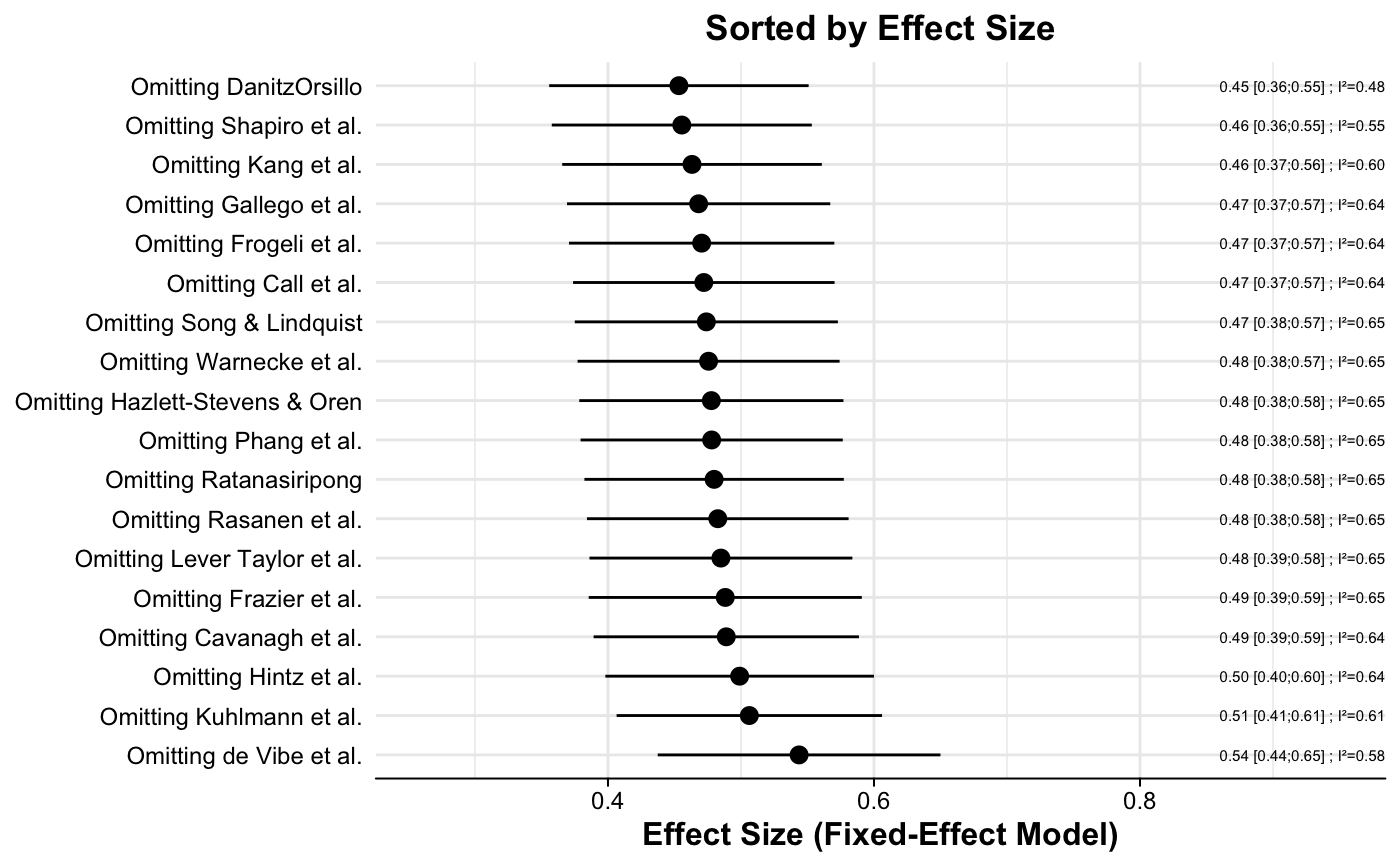 Sorted by Effect Size
Omitting DanitzOrsillo 0.45 [0.36;0.55] ; I²=0.48
Omitting Shapiro et al. 0.46 [0.36;0.55] ; I²=0.55
Omitting Kang et al. 0.46 [0.37;0.56] ; I²=0.60
Omitting Gallego et al. 0.47 [0.37;0.57] ; I²=0.64
Omitting Frogeli et al. 0.47 [0.37;0.57] ; I²=0.64
Omitting Call et al. 0.47 [0.37;0.57] ; I²=0.64
Omitting Song & Lindquist 0.47 [0.38;0.57] ; I²=0.65
Omitting Warnecke et al. 0.48 [0.38;0.57] ; I²=0.65
Omitting Hazlett-Stevens & Oren 0.48 [0.38;0.58] ; I²=0.65
Omitting Phang et al. 0.48 [0.38;0.58] ; I²=0.65
Omitting Ratanasiripong 0.48 [0.38;0.58] ; I²=0.65
Omitting Rasanen et al. 0.48 [0.38;0.58] ; I²=0.65
Omitting Lever Taylor et al. 0.48 [0.39;0.58] ; I²=0.65
Omitting Frazier et al. 0.49 [0.39;0.59] ; I²=0.65
Omitting Cavanagh et al. 0.49 [0.39;0.59] ; I²=0.64
Omitting Hintz et al. 0.50 [0.40;0.60] ; I²=0.64
Omitting Kuhlmann et al. 0.51 [0.41;0.61] ; I²=0.61
Omitting de Vibe et al. 0.54 [0.44;0.65] ; I²=0.58
0.4 0.6 0.8
Effect Size (Fixed-Effect Model)